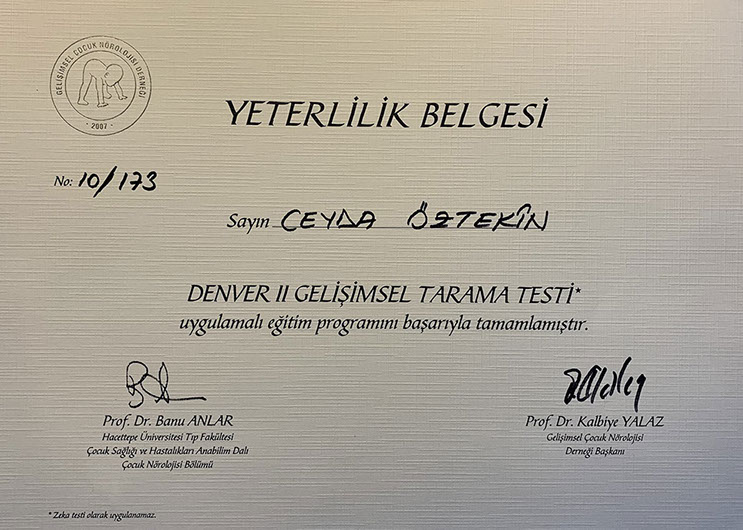 GELİŞİMSEL ÇOCUK NÖROLOJİSİ DERNEĞİ
· 2007 ·
YETERLİLİK BELGESİ
No: 10/173
Sayın CEYDA ÖZTEKİN
DENVER II GELİŞİMSEL TARAMA TESTİ*
uygulamalı eğitim programını başarıyla tamamlamıştır.
Prof. Dr. Banu ANLAR
Hacettepe Üniversitesi Tıp Fakültesi
Çocuk Sağlığı ve Hastalıkları Anabilim Dalı
Çocuk Nörolojisi Bölümü
Prof. Dr. Kalbiye YALAZ
Gelişimsel Çocuk Nörolojisi
Derneği Başkanı
* Zeka testi olarak uygulanamaz.